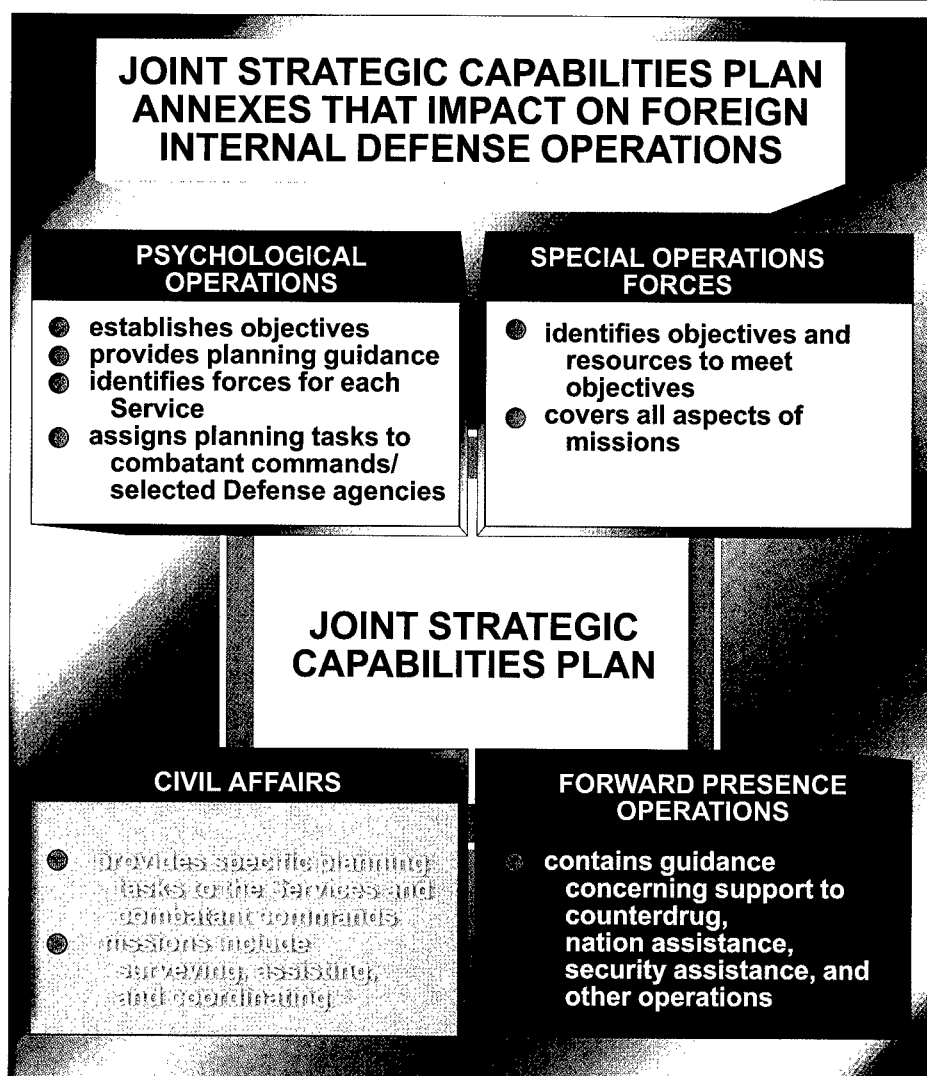 JOINT STRATEGIC CAPABILITIES PLAN
ANNEXES THAT IMPACT ON FOREIGN
INTERNAL DEFENSE OPERATIONS
PSYCHOLOGICAL
OPERATIONS
establishes objectives
provides planning guidance
identifies forces for each
Service
assigns planning tasks to
combatant commands/
selected Defense agencies
SPECIAL OPERATIONS
FORCES
identifies objectives and
resources to meet
objectives
covers all aspects of
missions
JOINT STRATEGIC
CAPABILITIES PLAN
CIVIL AFFAIRS
provides specific planning
tasks to the Services and
combatant commands
missions include
surveying, assisting,
and coordinating
FORWARD PRESENCE
OPERATIONS
contains guidance
concerning support to
counterdrug,
nation assistance,
security assistance, and
other operations